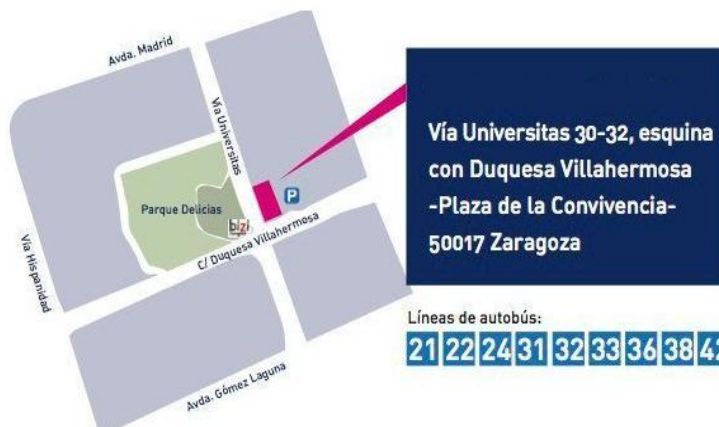 Avda. Madrid
Vía Universitas
Parque Delicias
bizi
P
C/ Duquesa Villahermosa
Vía Hispanidad
Avda. Gómez Laguna
Vía Universitas 30-32, esquina
con Duquesa Villahermosa
-Plaza de la Convivencia-
50017 Zaragoza
Líneas de autobús:
21 22 24 31 32 33 36 38 42